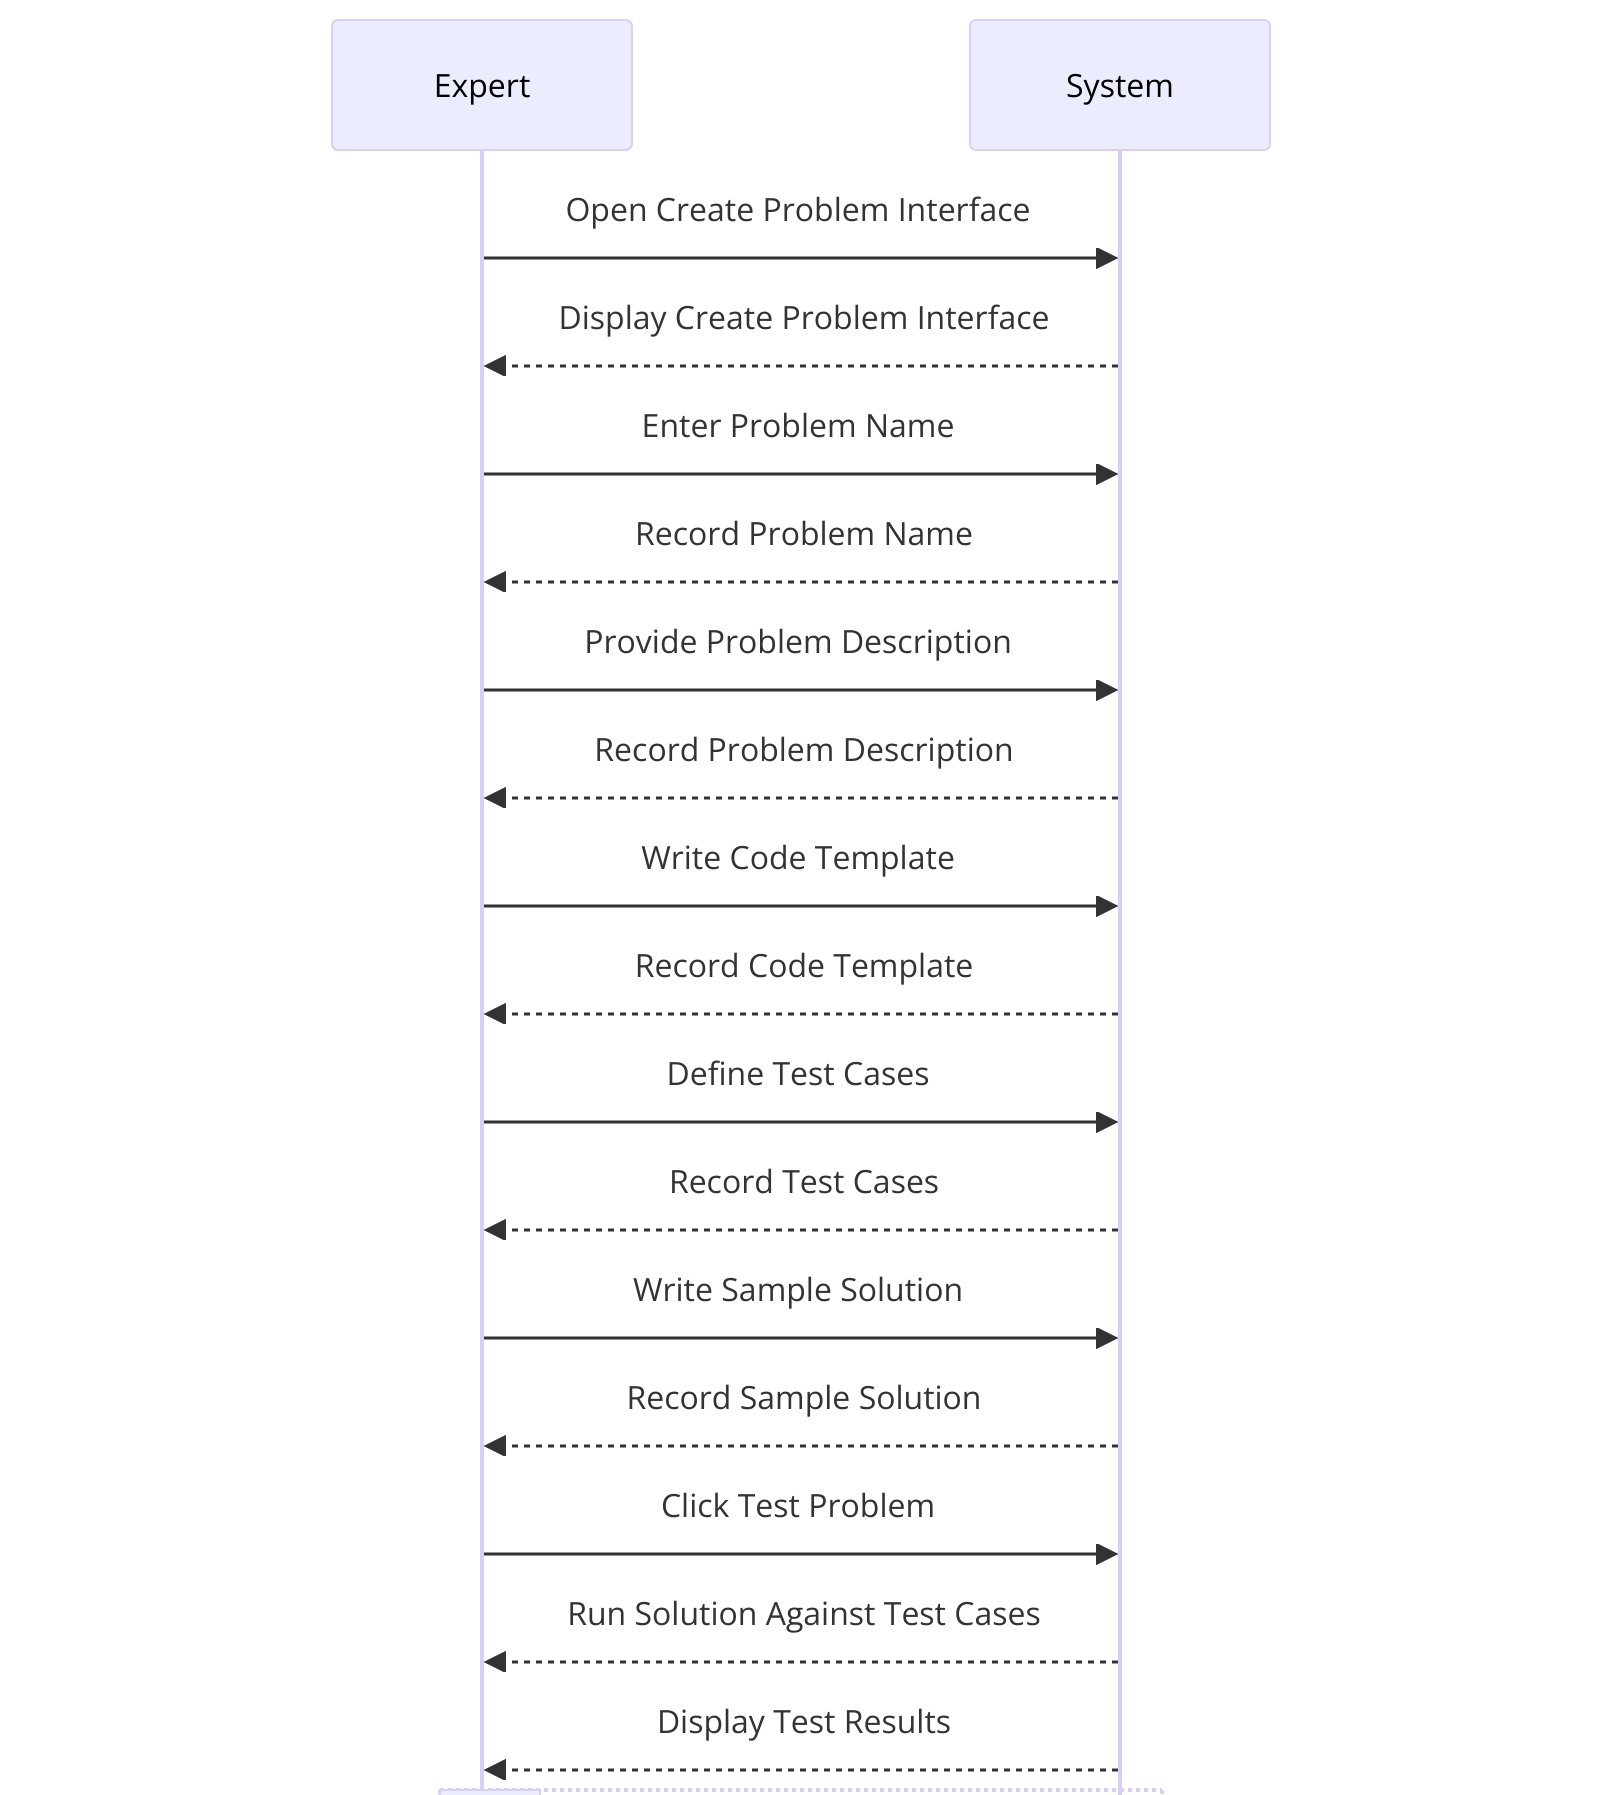 Expert
System
Open Create Problem Interface
Display Create Problem Interface
Enter Problem Name
Record Problem Name
Provide Problem Description
Record Problem Description
Write Code Template
Record Code Template
Define Test Cases
Record Test Cases
Write Sample Solution
Record Sample Solution
Click Test Problem
Run Solution Against Test Cases
Display Test Results